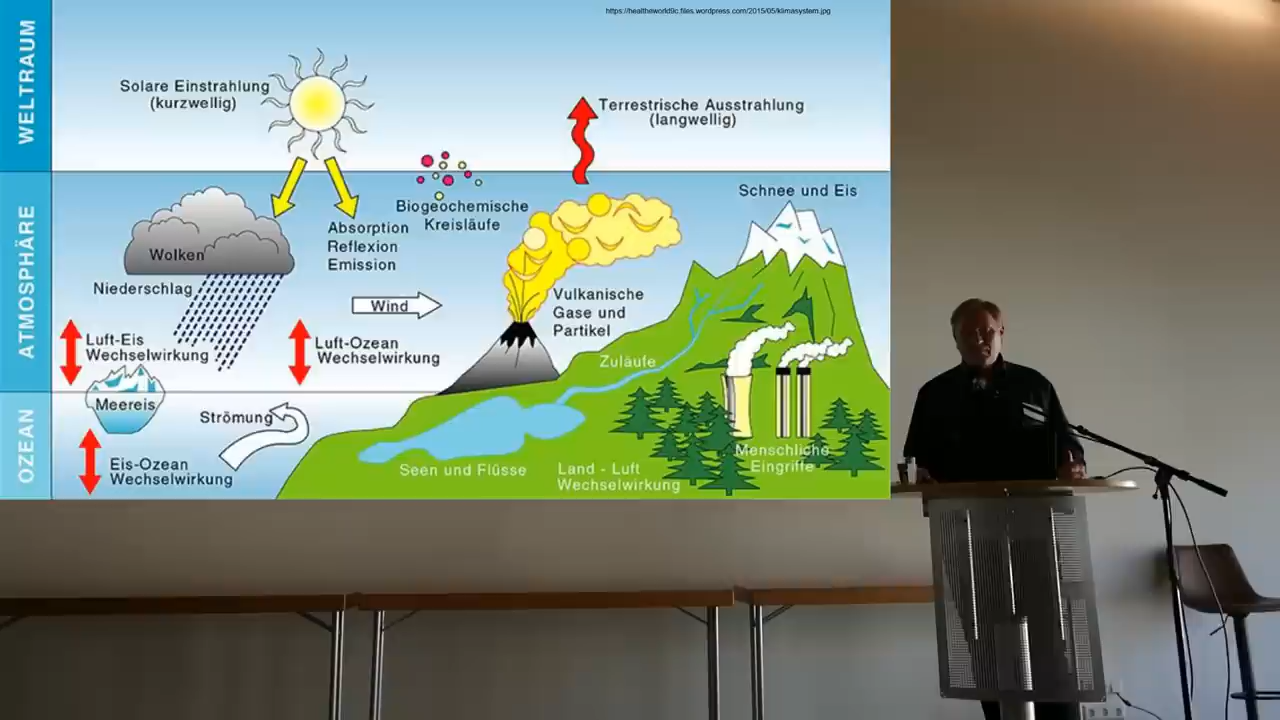 https://healtheworld9c.files.wordpress.com/2015/05/klimasystem.jpg
WELTRAUM
Solare Einstrahlung
(kurzwellig)
Terrestrische Ausstrahlung
(langwellig)
ATMOSPHÄRE
Schnee und Eis
Biogeochemische
Kreisläufe
Absorption
Reflexion
Emission
Wolken
Niederschlag
Wind
Vulkanische
Gase und
Partikel
Luft-Eis
Wechselwirkung
Luft-Ozean
Wechselwirkung
Zuläufe
OZEAN
Meereis
Strömung
Eis-Ozean
Wechselwirkung
Seen und Flüsse
Land - Luft
Wechselwirkung
Menschliche
Eingriffe